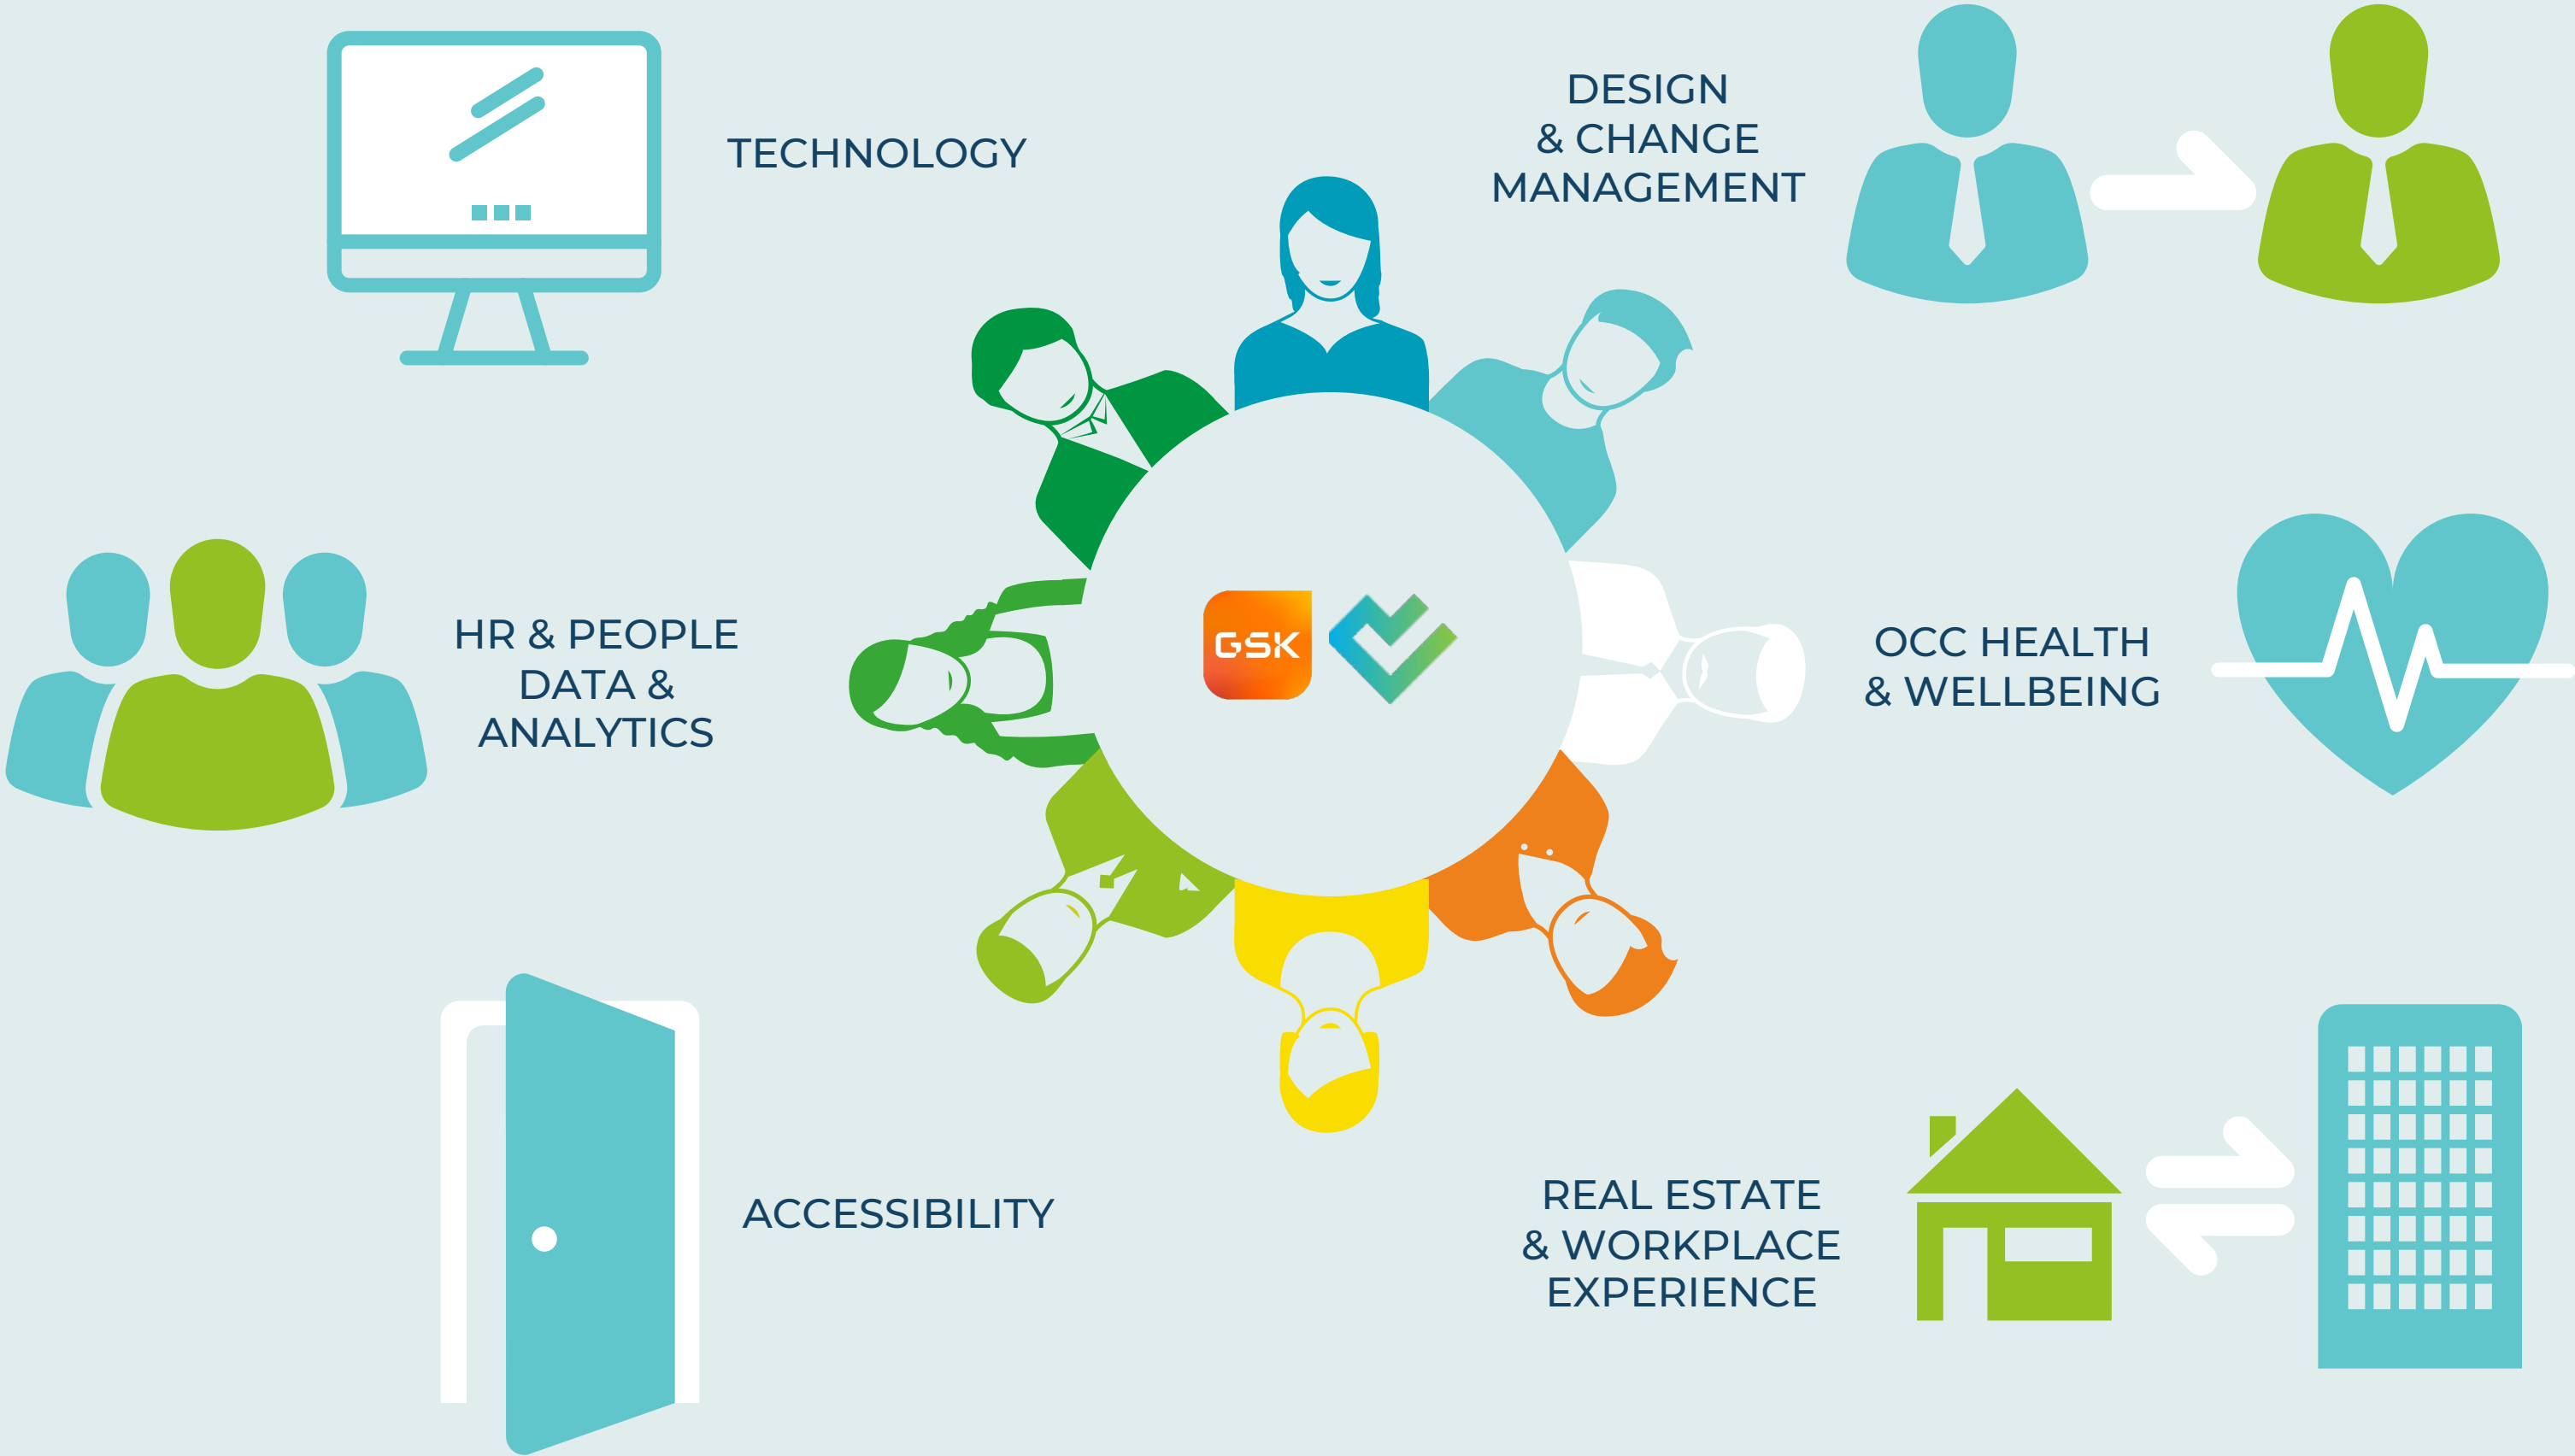 TECHNOLOGY
DESIGN
& CHANGE
MANAGEMENT
HR & PEOPLE
DATA &
ANALYTICS
GSK
OCC HEALTH
& WELLBEING
ACCESSIBILITY
REAL ESTATE
& WORKPLACE
EXPERIENCE